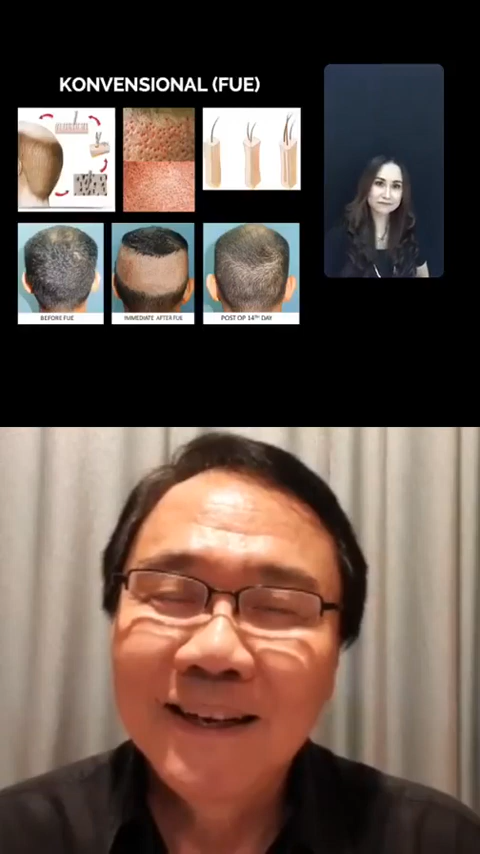 KONVENSIONAL (FUE)
BEFORE FUE
IMMEDIATE AFTER FUE
POST OP 14TH DAY